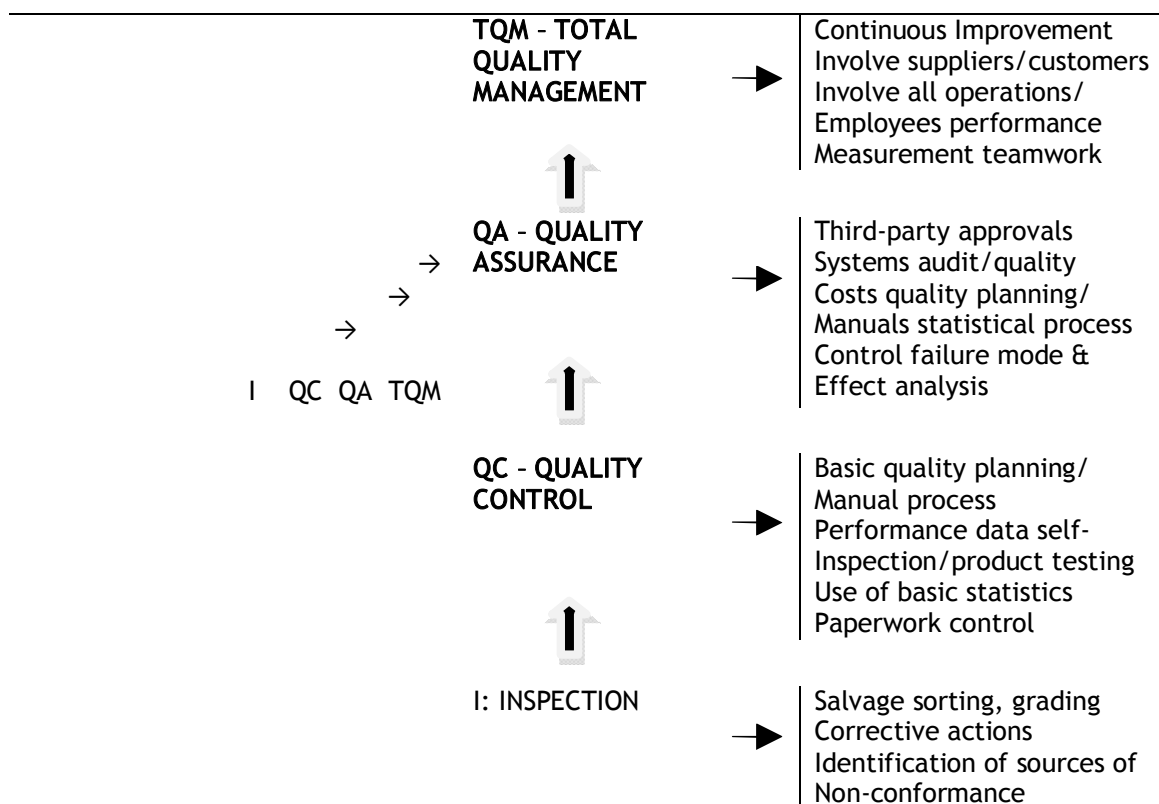 TQM – TOTAL
QUALITY
MANAGEMENT
Continuous Improvement
Involve suppliers/customers
Involve all operations/
Employees performance
Measurement teamwork
QA – QUALITY
→ ASSURANCE
→
→
I QC QA TQM
Third-party approvals
Systems audit/quality
Costs quality planning/
Manuals statistical process
Control failure mode &
Effect analysis
QC – QUALITY
CONTROL
Basic quality planning/
Manual process
Performance data self-
Inspection/product testing
Use of basic statistics
Paperwork control
I: INSPECTION
Salvage sorting, grading
Corrective actions
Identification of sources of
Non-conformance